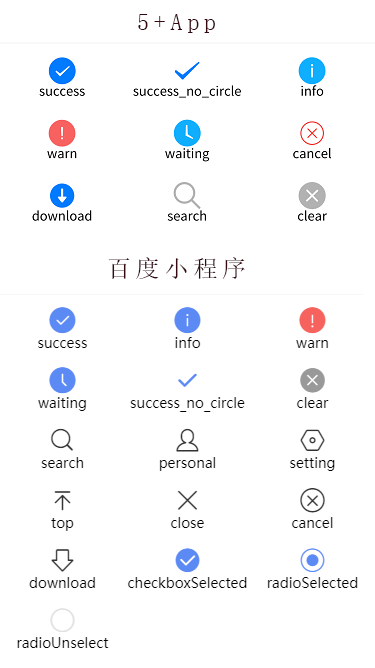 5+App
success success_no_circle info
warn waiting cancel
download search clear
百度小程序
success info warn
waiting success_no_circle clear
search personal setting
top close cancel
download checkboxSelected radioSelected
radioUnselect